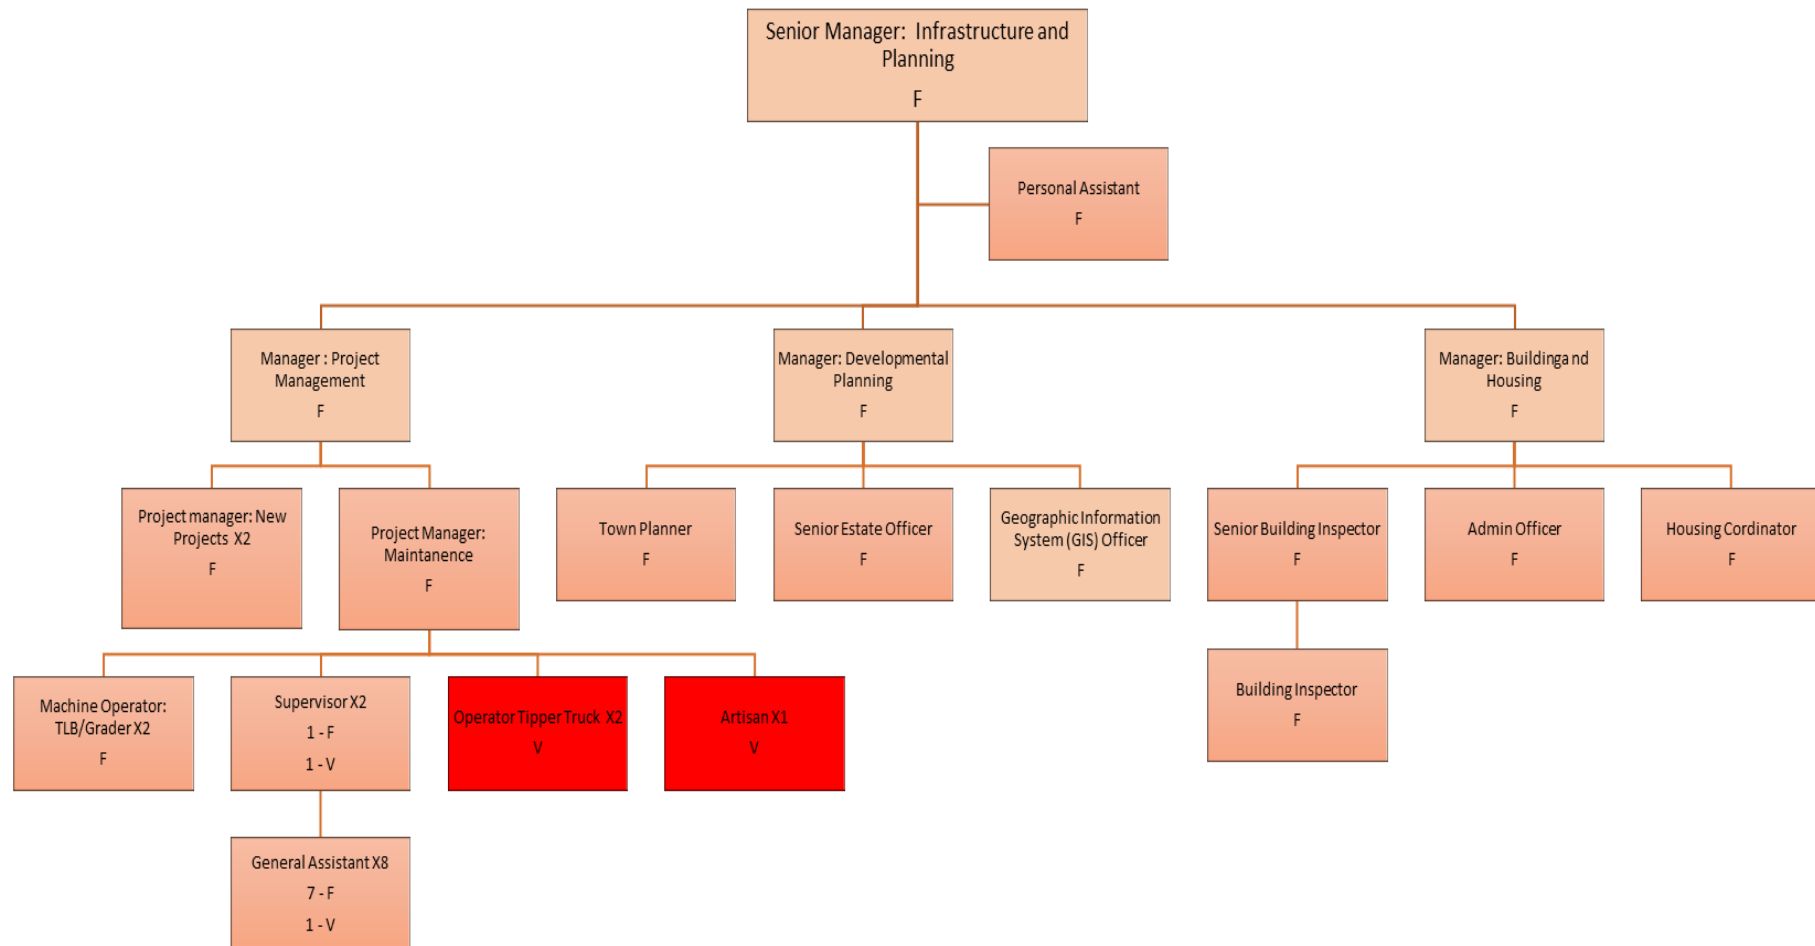 Senior Manager:  Infrastructure and
Planning
F
Personal Assistant
F
Manager : Project
Management
F
Manager: Developmental
Planning
F
Manager: Buildinga nd
Housing
F
Project manager: New
Projects X2
F
Project Manager:
Maintanence
F
Town Planner
F
Senior Estate Officer
F
Geographic Information
System (GIS) Officer
F
Senior Building Inspector
F
Admin Officer
F
Housing Cordinator
F
Machine Operator:
TLB/Grader X2
F
Supervisor X2
1 - F
1 - V
Operator Tipper Truck X2
V
Artisan X1
V
Building Inspector
F
General Assistant X8
7 - F
1 - V